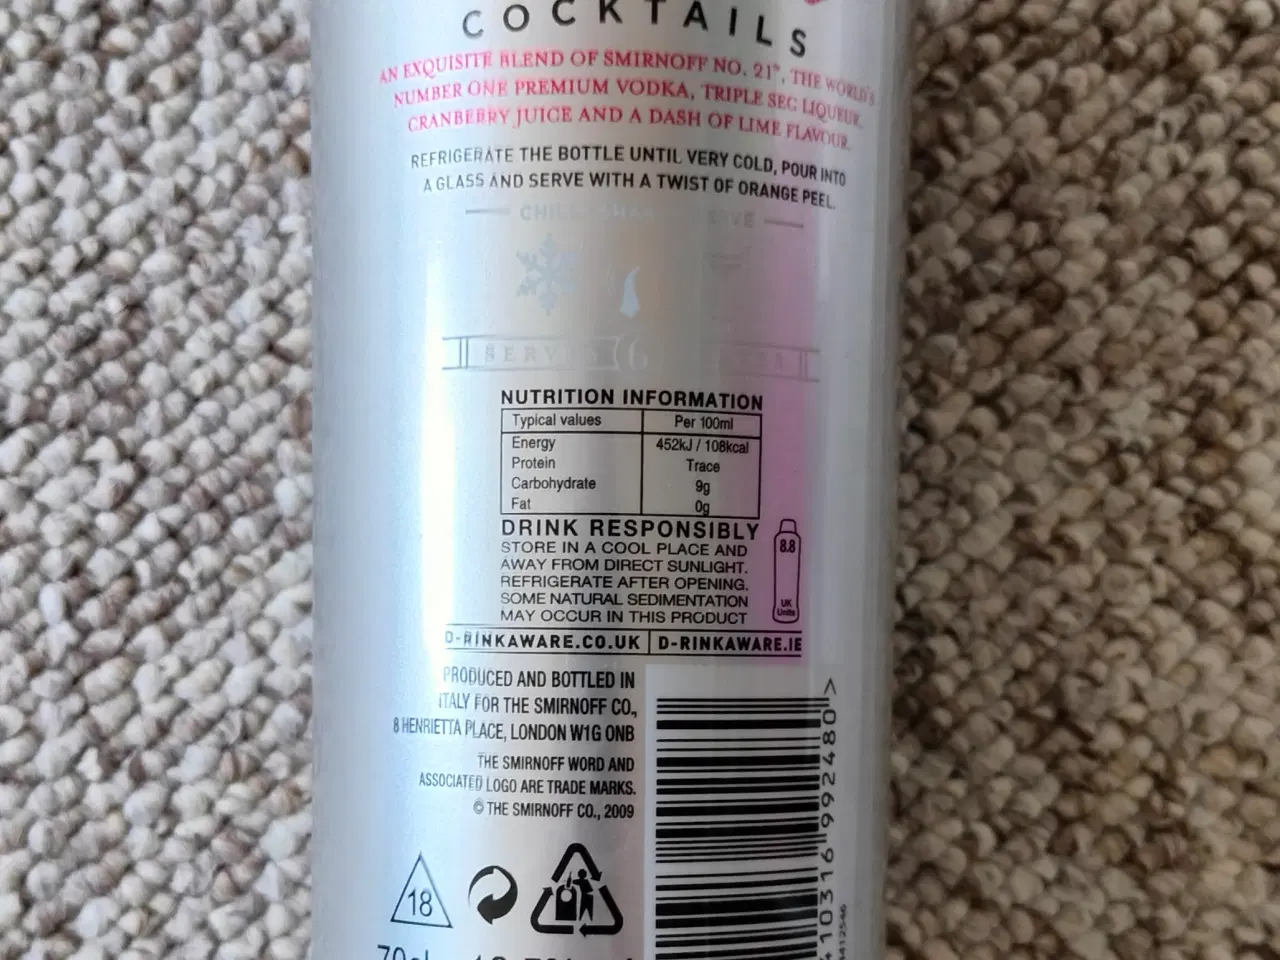 COCKTAILS
AN EXQUISITE BLEND OF SMIRNOFF NO. 21®, THE WORLD'S
NUMBER ONE PREMIUM VODKA, TRIPLE SEC LIQUEUR,
CRANBERRY JUICE AND A DASH OF LIME FLAVOUR.
REFRIGERATE THE BOTTLE UNTIL VERY COLD, POUR INTO
A GLASS AND SERVE WITH A TWIST OF ORANGE PEEL.
SERVES 6
NUTRITION INFORMATION
Typical values Per 100ml
Energy 452kJ / 108kcal
Protein Trace
Carbohydrate 9g
Fat 0g
DRINK RESPONSIBLY
STORE IN A COOL PLACE AND
AWAY FROM DIRECT SUNLIGHT.
REFRIGERATE AFTER OPENING.
SOME NATURAL SEDIMENTATION
MAY OCCUR IN THIS PRODUCT
8.8
UK
Units
D-RINKAWARE.CO.UK D-RINKAWARE.IE
PRODUCED AND BOTTLED IN
ITALY FOR THE SMIRNOFF CO.,
8 HENRIETTA PLACE, LONDON W1G 0NB
THE SMIRNOFF WORD AND
ASSOCIATED LOGO ARE TRADE MARKS.
© THE SMIRNOFF CO., 2009
18
410316 992480 >
70cl